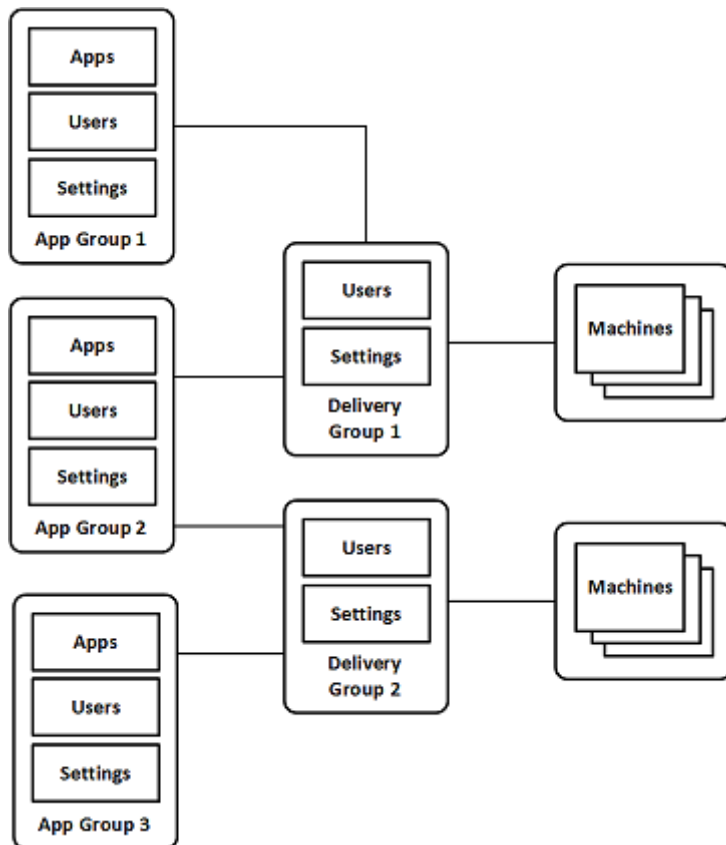 Apps
Users
Settings
App Group 1
Apps
Users
Settings
App Group 2
Apps
Users
Settings
App Group 3
Users
Settings
Delivery
Group 1
Users
Settings
Delivery
Group 2
Machines
Machines